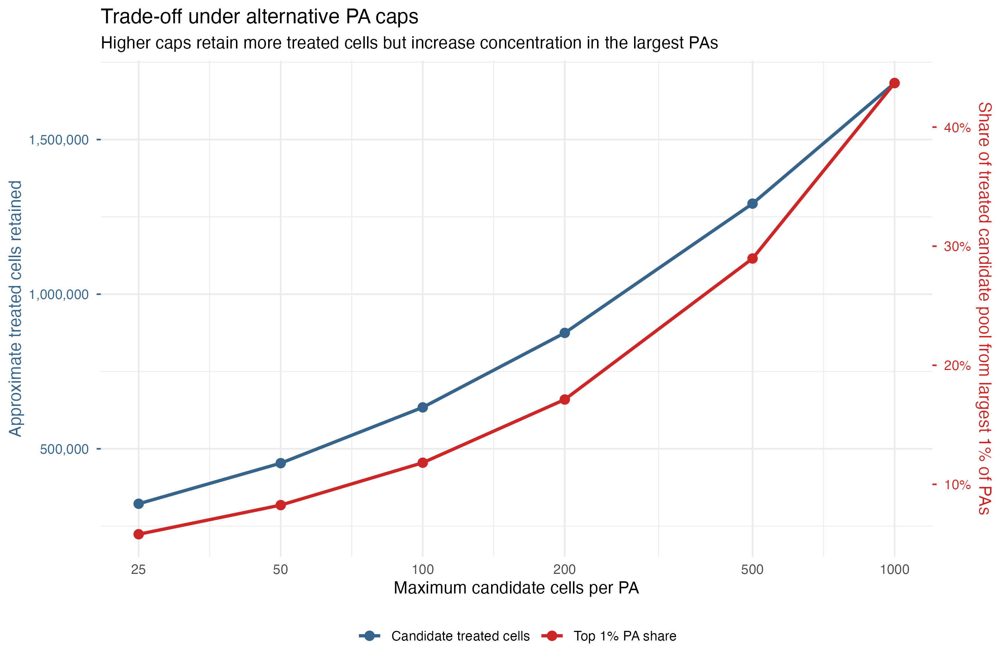 Trade-off under alternative PA caps
Higher caps retain more treated cells but increase concentration in the largest PAs
Approximate treated cells retained
1,500,000
1,000,000
500,000
40%
30%
20%
10%
Share of treated candidate pool from largest 1% of PAs
25 50 100 200 500 1000
Maximum candidate cells per PA
Candidate treated cells Top 1% PA share